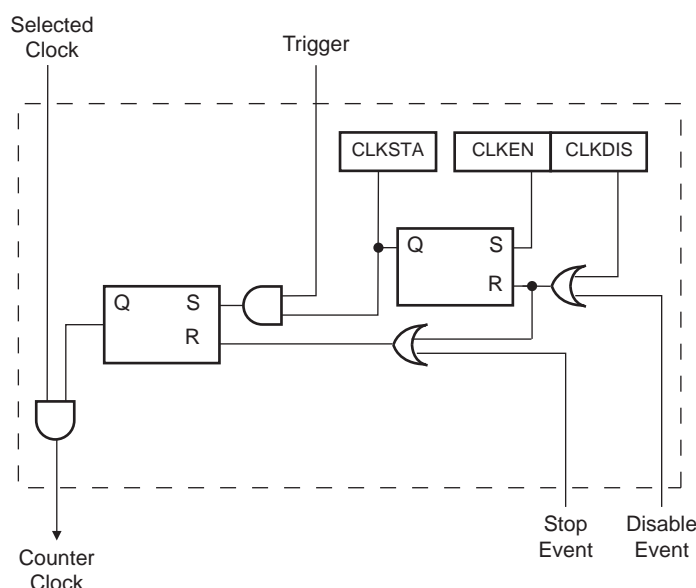 Selected
Clock
Trigger
CLKSTA
CLKEN
CLKDIS
Q
S
R
Q
S
R
Stop
Event
Disable
Event
Counter
Clock